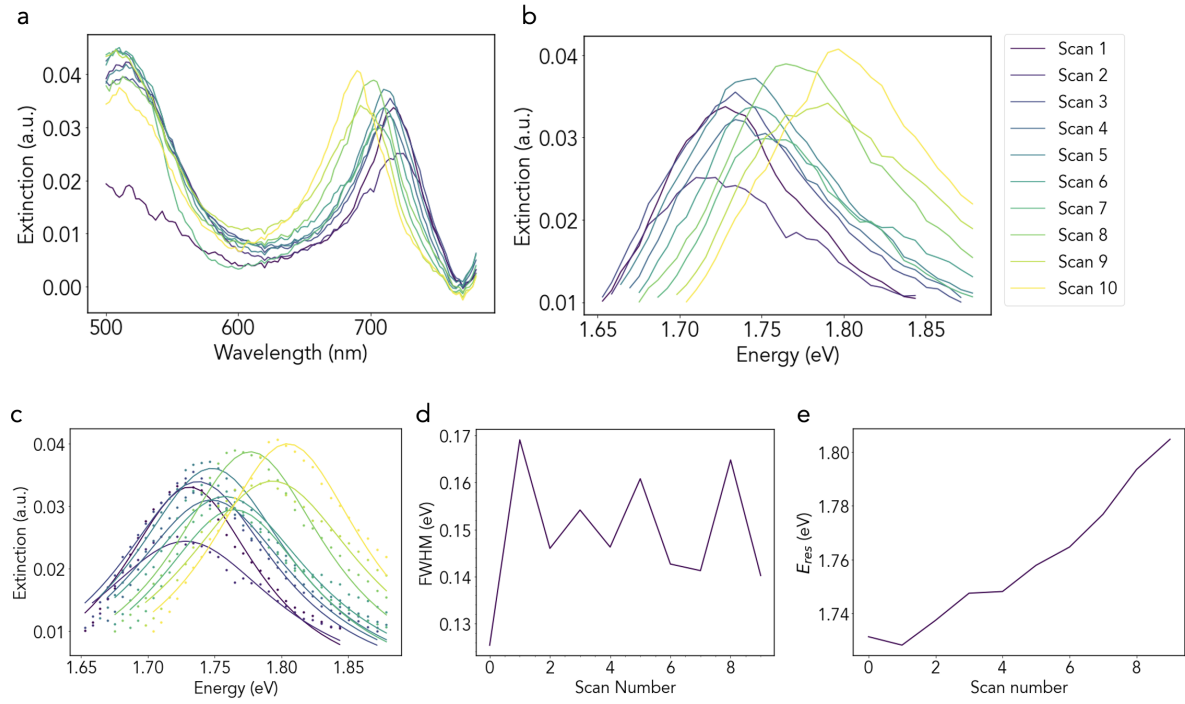 a
0.04
0.03
0.02
0.01
0.00
Extinction (a.u.)
500
600
700
Wavelength (nm)
b
0.04
0.03
0.02
0.01
Extinction (a.u.)
1.65
1.70
1.75
1.80
1.85
Energy (eV)
Scan 1
Scan 2
Scan 3
Scan 4
Scan 5
Scan 6
Scan 7
Scan 8
Scan 9
Scan 10
c
0.04
0.03
0.02
0.01
Extinction (a.u.)
1.65
1.70
1.75
1.80
1.85
Energy (eV)
d
0.17
0.16
0.15
0.14
0.13
FWHM (eV)
0
2
4
6
8
Scan Number
e
1.80
1.78
1.76
1.74
E_res (eV)
0
2
4
6
8
Scan number